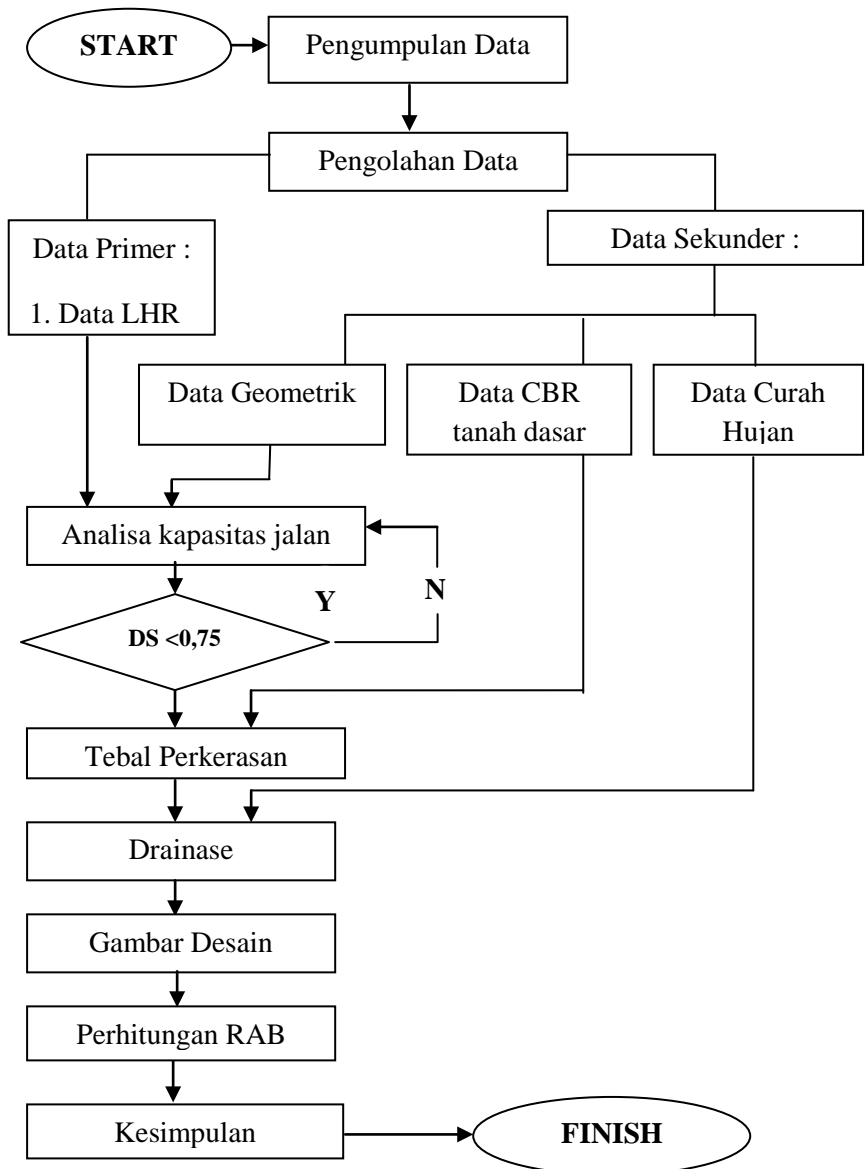 START
Pengumpulan Data
Pengolahan Data
Data Primer :
1. Data LHR
Data Sekunder :
Data Geometrik
Data CBR
tanah dasar
Data Curah
Hujan
Analisa kapasitas jalan
Y
N
DS <0,75
Tebal Perkerasan
Drainase
Gambar Desain
Perhitungan RAB
Kesimpulan
FINISH